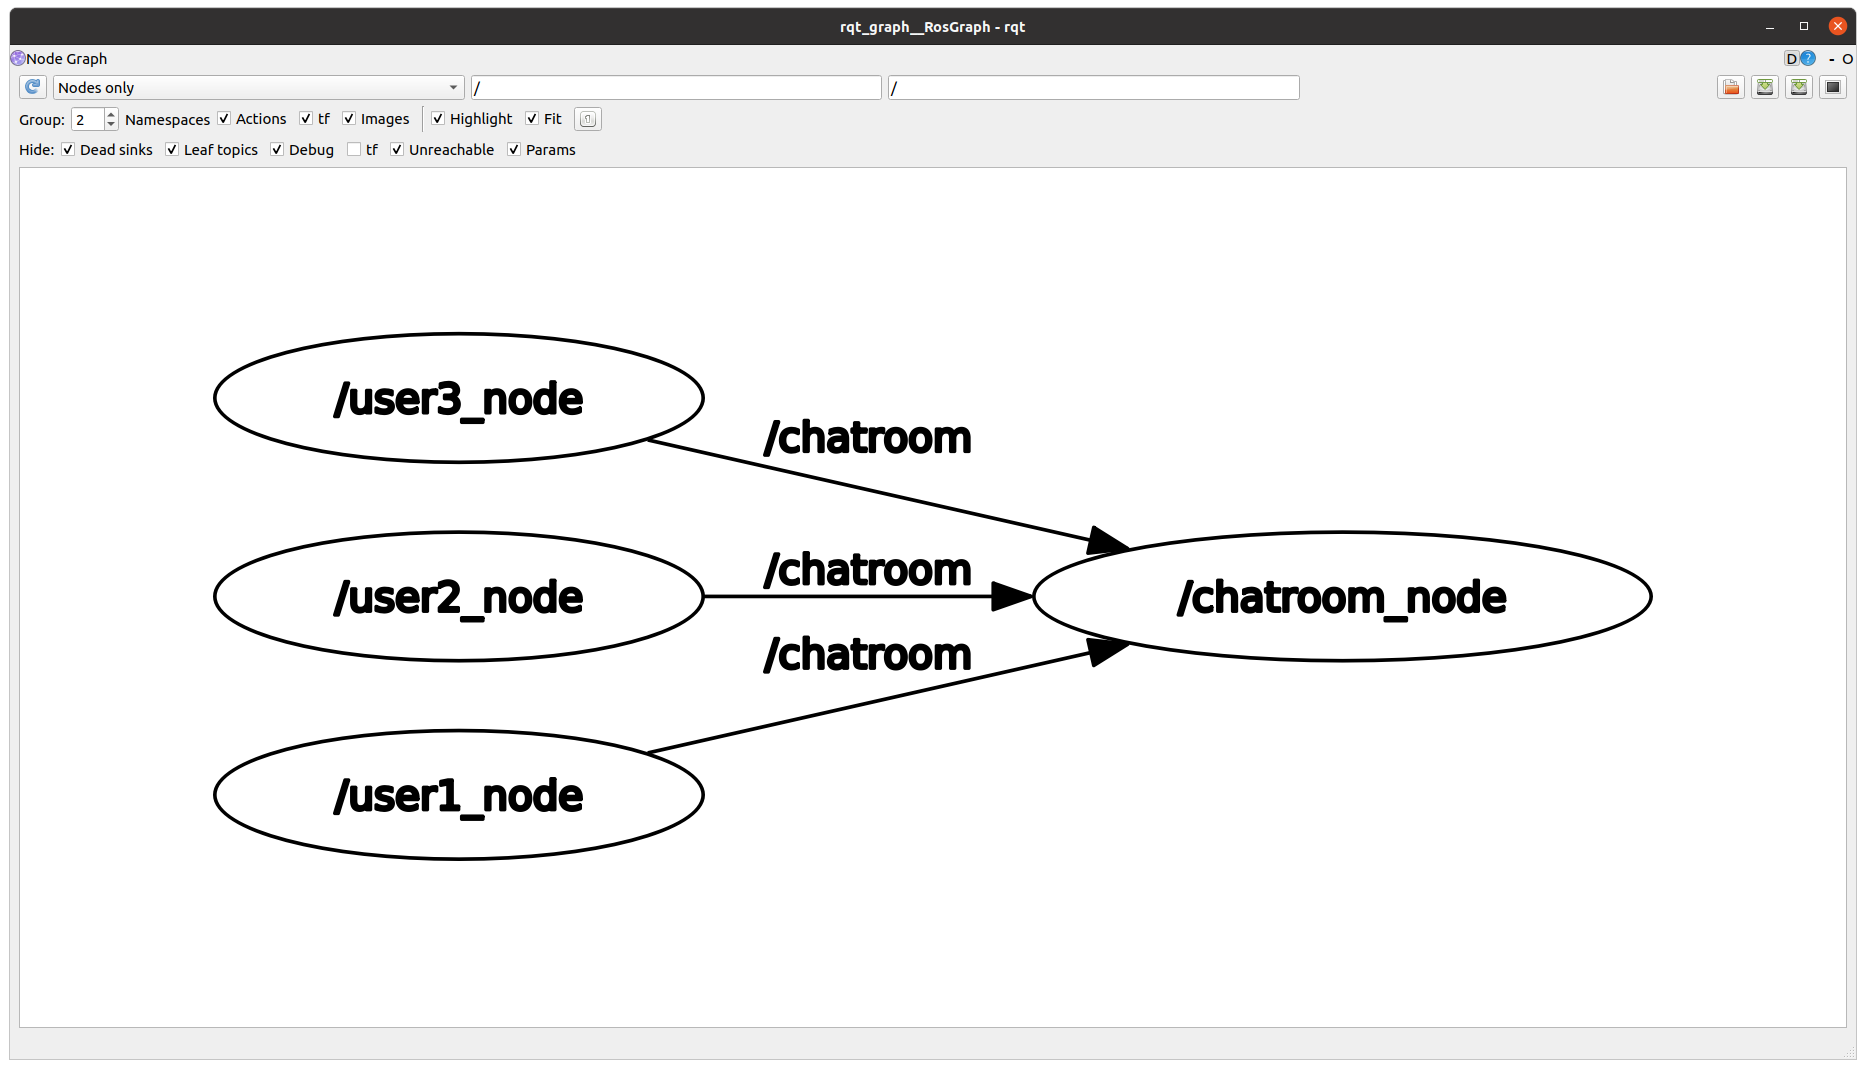 rqt_graph__RosGraph - rqt
Node Graph D ? - O
Nodes only / /
Group: 2 Namespaces Actions tf Images Highlight Fit
Hide: Dead sinks Leaf topics Debug tf Unreachable Params
/user3_node
/chatroom
/chatroom
/user2_node
/chatroom_node
/chatroom
/user1_node